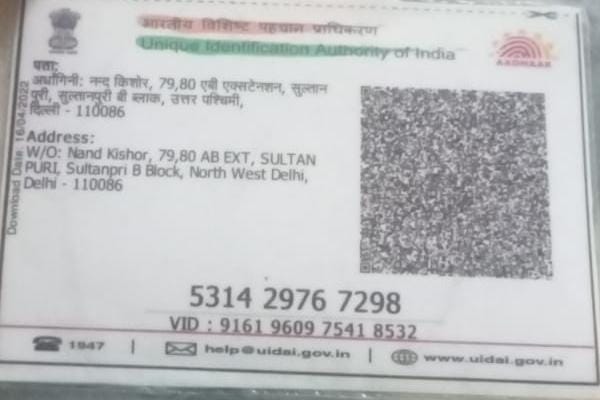 भारतीय विशिष्ट पहचान प्राधिकरण
Unique Identification Authority of India
AADHAAR
पता:
अर्धांगिनी: नन्द किशोर, 79,80 एबी एक्सटेनशन, सुल्तान
पुरी, सुल्तानपुरी बी ब्लाक, उत्तर पश्चिमी,
दिल्ली - 110086
Address:
W/O: Nand Kishor, 79,80 AB EXT, SULTAN
PURI, Sultanpri B Block, North West Delhi,
Delhi - 110086
Download Date: 16/04/2022
5314 2976 7298
VID : 9161 9609 7541 8532
1947 | help@uidai.gov.in | www.uidai.gov.in